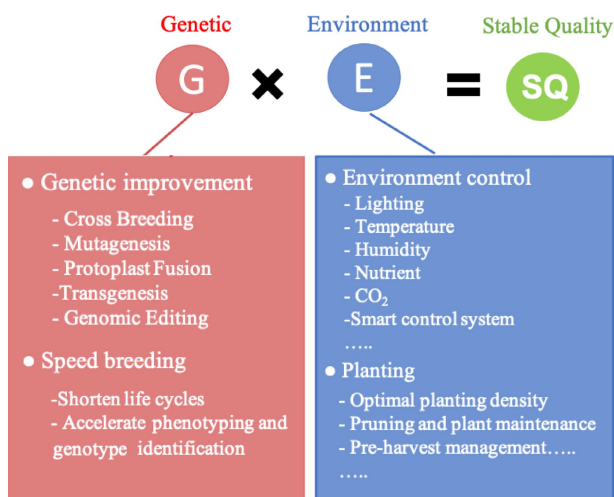 Genetic Environment Stable Quality
G × E = SQ
● Genetic improvement
- Cross Breeding
- Mutagenesis
- Protoplast Fusion
-Transgenesis
- Genomic Editing
● Speed breeding
-Shorten life cycles
- Accelerate phenotyping and
genotype identification
● Environment control
- Lighting
- Temperature
- Humidity
- Nutrient
- CO₂
-Smart control system
…..
● Planting
- Optimal planting density
- Pruning and plant maintenance
- Pre-harvest management…..
…..